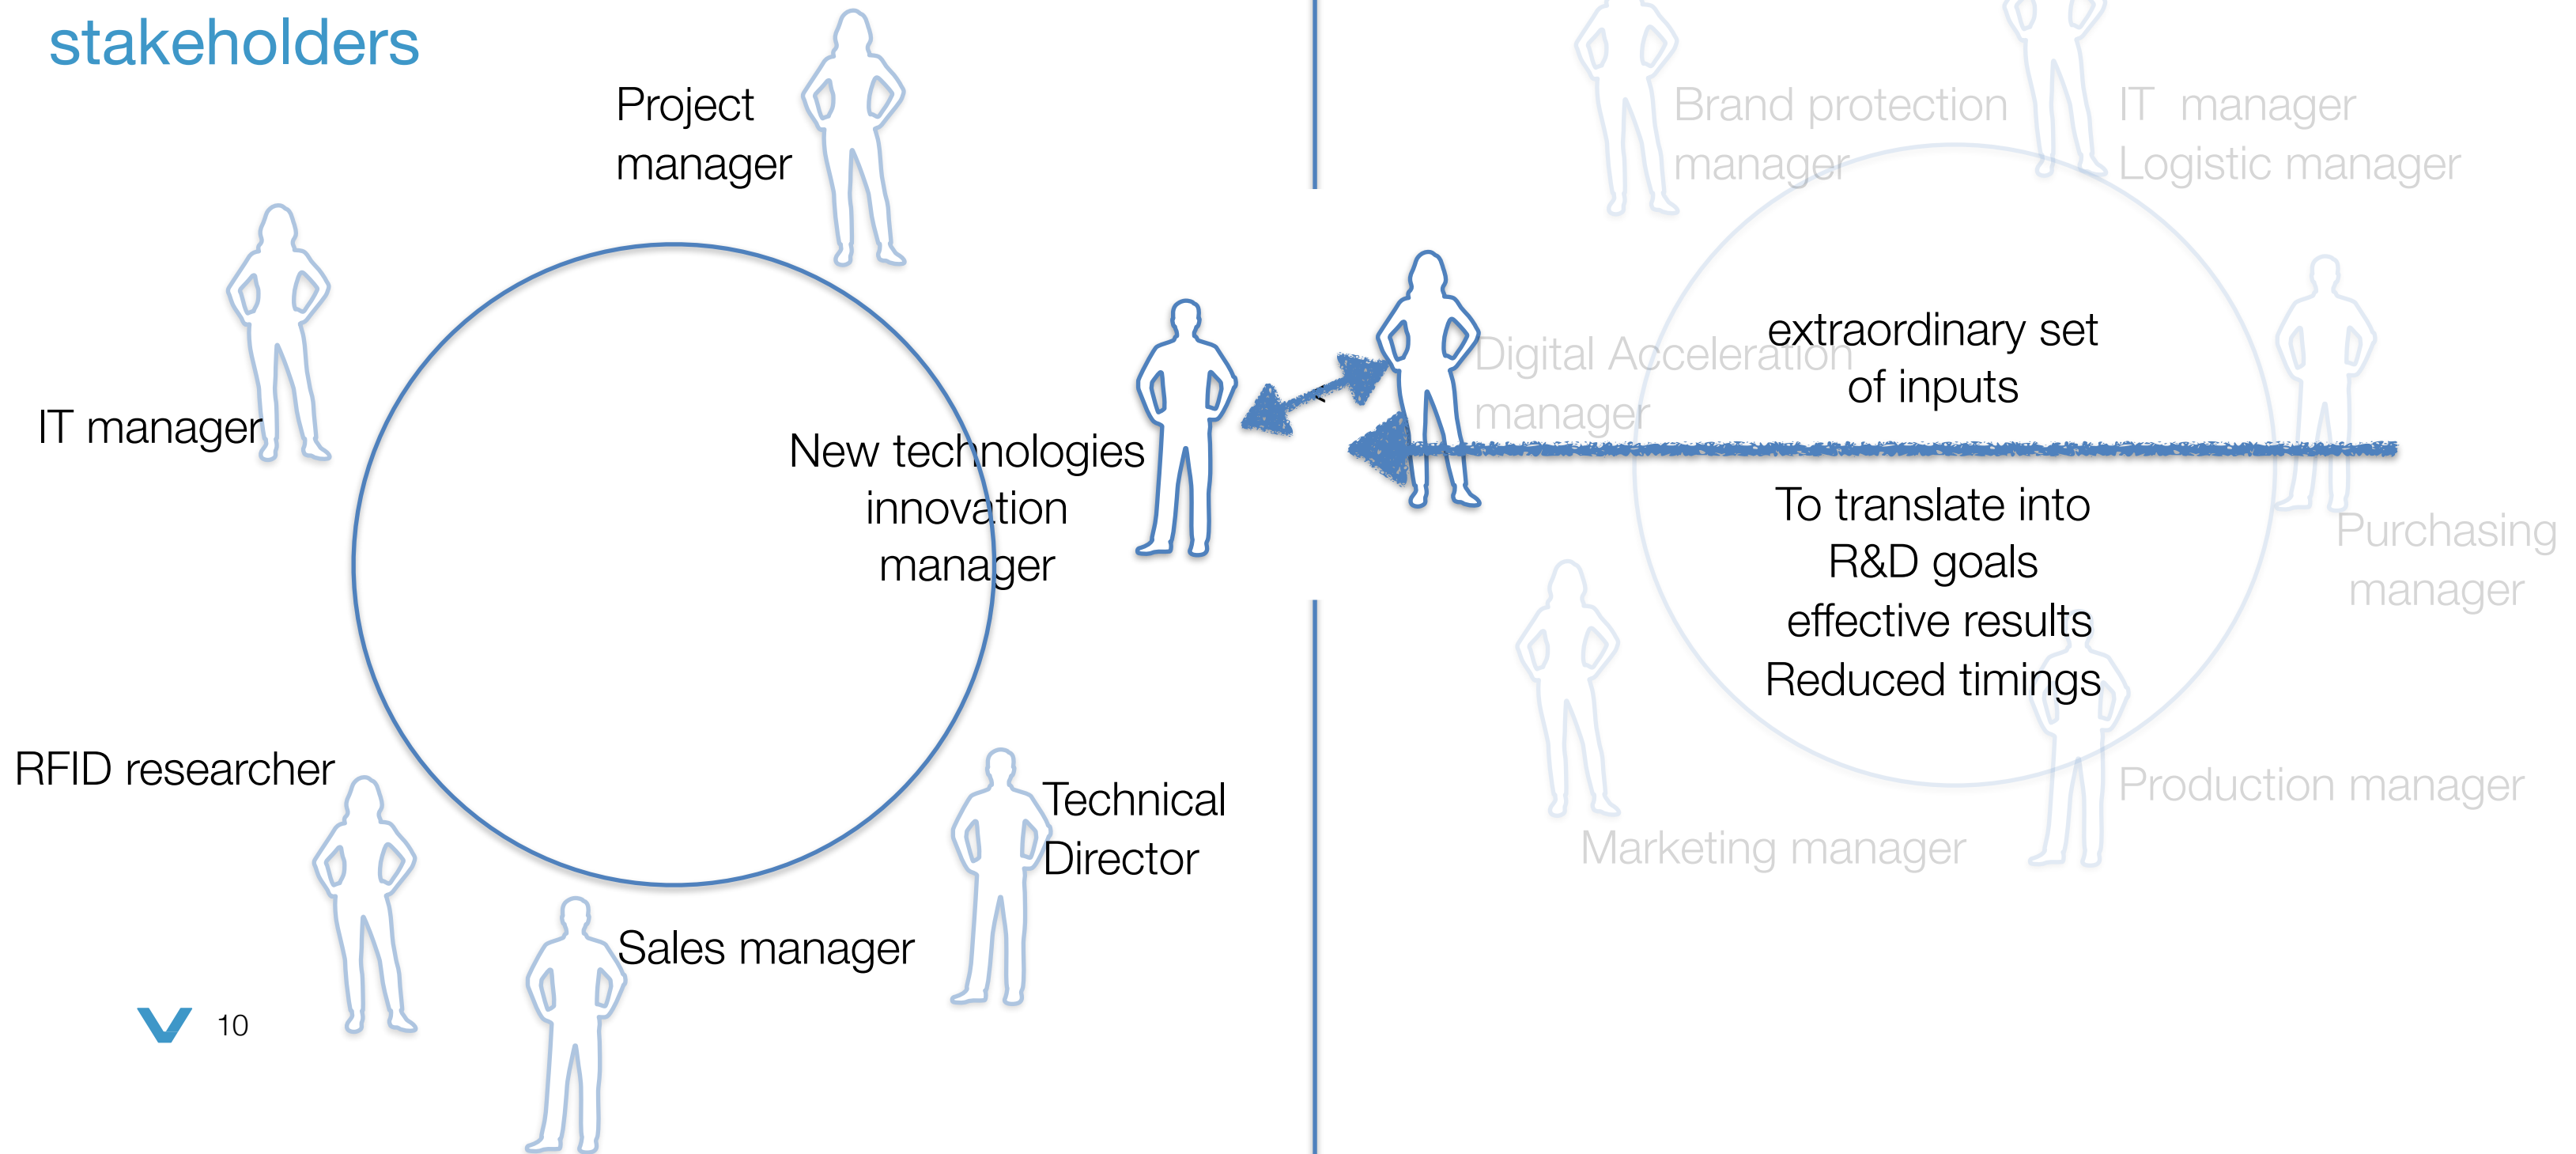 stakeholders
Project
manager
IT manager
New technologies
innovation
manager
RFID researcher
Technical
Director
Sales manager
10
Brand protection
manager
IT  manager
Logistic manager
Digital Acceleration
manager
extraordinary set
of inputs
To translate into
R&D goals
effective results
Reduced timings
Purchasing
manager
Production manager
Marketing manager